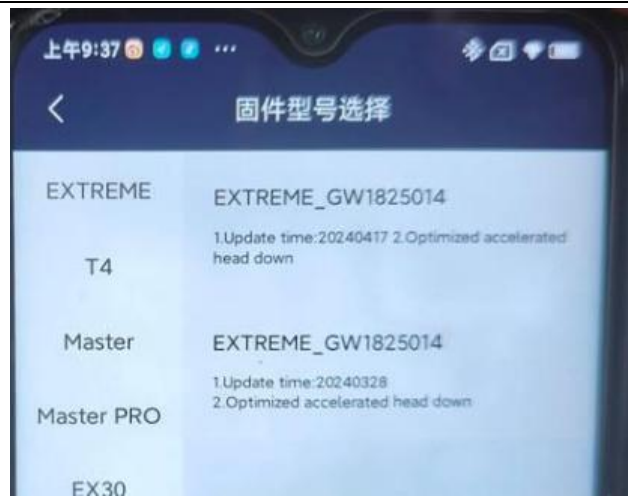 上午9:37
固件型号选择
EXTREME
T4
Master
Master PRO
EX30
EXTREME_GW1825014
1.Update time:20240417 2.Optimized accelerated
head down
EXTREME_GW1825014
1.Update time:20240328
2.Optimized accelerated head down